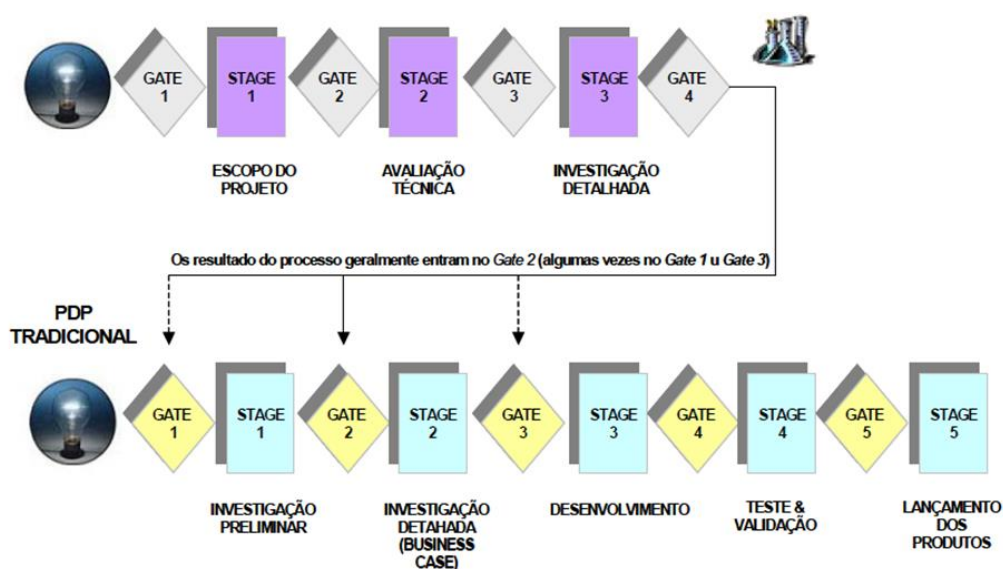 GATE
1
STAGE
1
GATE
2
STAGE
2
GATE
3
STAGE
3
GATE
4
ESCOPO DO
PROJETO
AVALIAÇÃO
TÉCNICA
INVESTIGAÇÃO
DETALHADA
Os resultado do processo geralmente entram no Gate 2 (algumas vezes no Gate 1 u Gate 3)
PDP
TRADICIONAL
GATE
1
STAGE
1
GATE
2
STAGE
2
GATE
3
STAGE
3
GATE
4
STAGE
4
GATE
5
STAGE
5
INVESTIGAÇÃO
PRELIMINAR
INVESTIGAÇÃO
DETAHADA
(BUSINESS
CASE)
DESENVOLVIMENTO
TESTE &
VALIDAÇÃO
LANÇAMENTO
DOS
PRODUTOS